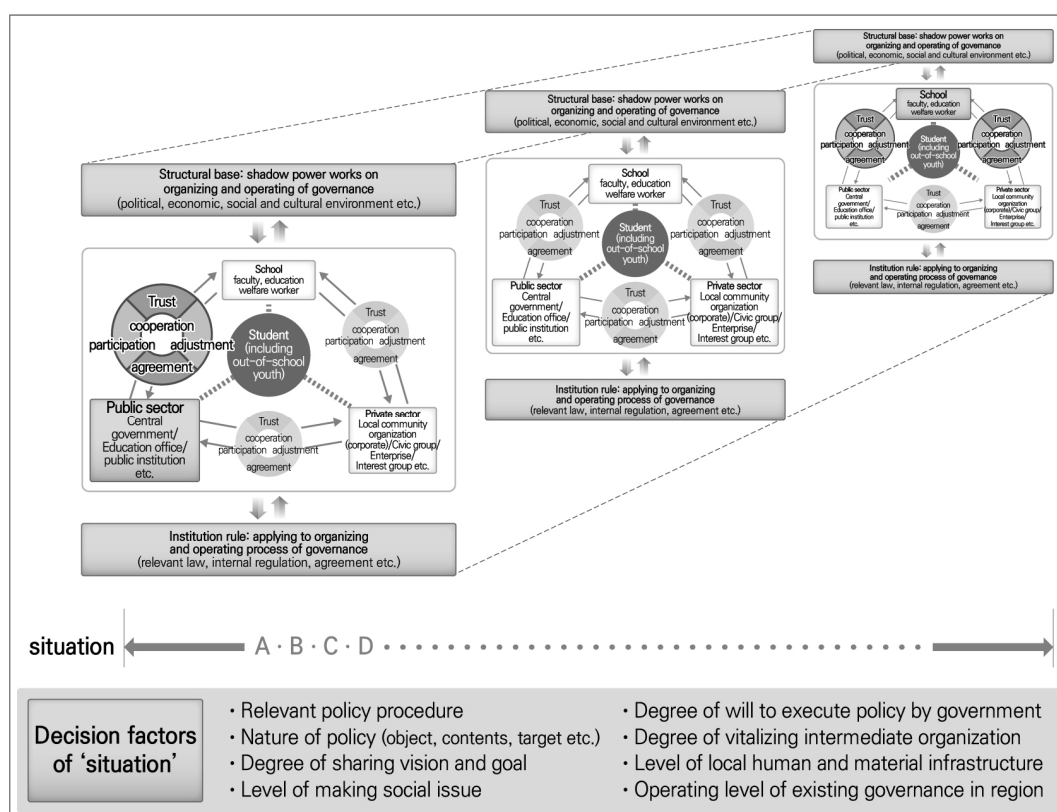 Structural base: shadow power works on
organizing and operating of governance
(political, economic, social and cultural environment etc.)
School
faculty, education
welfare worker
Trust
cooperation
participation adjustment
agreement
Trust
cooperation
participation adjustment
agreement
Student
(including
out-of-school
youth)
Public sector
Central
government/
Education office/
public institution
etc.
Trust
cooperation
participation adjustment
agreement
Private sector
Local community
organization
(corporate)/Civic group/
Enterprise/
Interest group etc.
Institution rule: applying to organizing
and operating process of governance
(relevant law, internal regulation, agreement etc.)
Structural base: shadow power works on
organizing and operating of governance
(political, economic, social and cultural environment etc.)
School
faculty, education
welfare worker
Trust
cooperation
participation adjustment
agreement
Trust
cooperation
participation adjustment
agreement
Student
(including
out-of-school
youth)
Public sector
Central
government/
Education office/
public institution
etc.
Trust
cooperation
participation adjustment
agreement
Private sector
Local community
organization
(corporate)/Civic group/
Enterprise/
Interest group etc.
Institution rule: applying to organizing
and operating process of governance
(relevant law, internal regulation, agreement etc.)
Structural base: shadow power works on
organizing and operating of governance
(political, economic, social and cultural environment etc.)
School
faculty, education
welfare worker
Trust
cooperation
participation adjustment
agreement
Trust
cooperation
participation adjustment
agreement
Student
(including
out-of-school
youth)
Public sector
Central
government/
Education office/
public institution
etc.
Trust
cooperation
participation adjustment
agreement
Private sector
Local community
organization
(corporate)/Civic group/
Enterprise/
Interest group etc.
Institution rule: applying to organizing
and operating process of governance
(relevant law, internal regulation, agreement etc.)
situation
A · B · C · D
Decision factors
of ‘situation’
· Relevant policy procedure
· Nature of policy (object, contents, target etc.)
· Degree of sharing vision and goal
· Level of making social issue
· Degree of will to execute policy by government
· Degree of vitalizing intermediate organization
· Level of local human and material infrastructure
· Operating level of existing governance in region